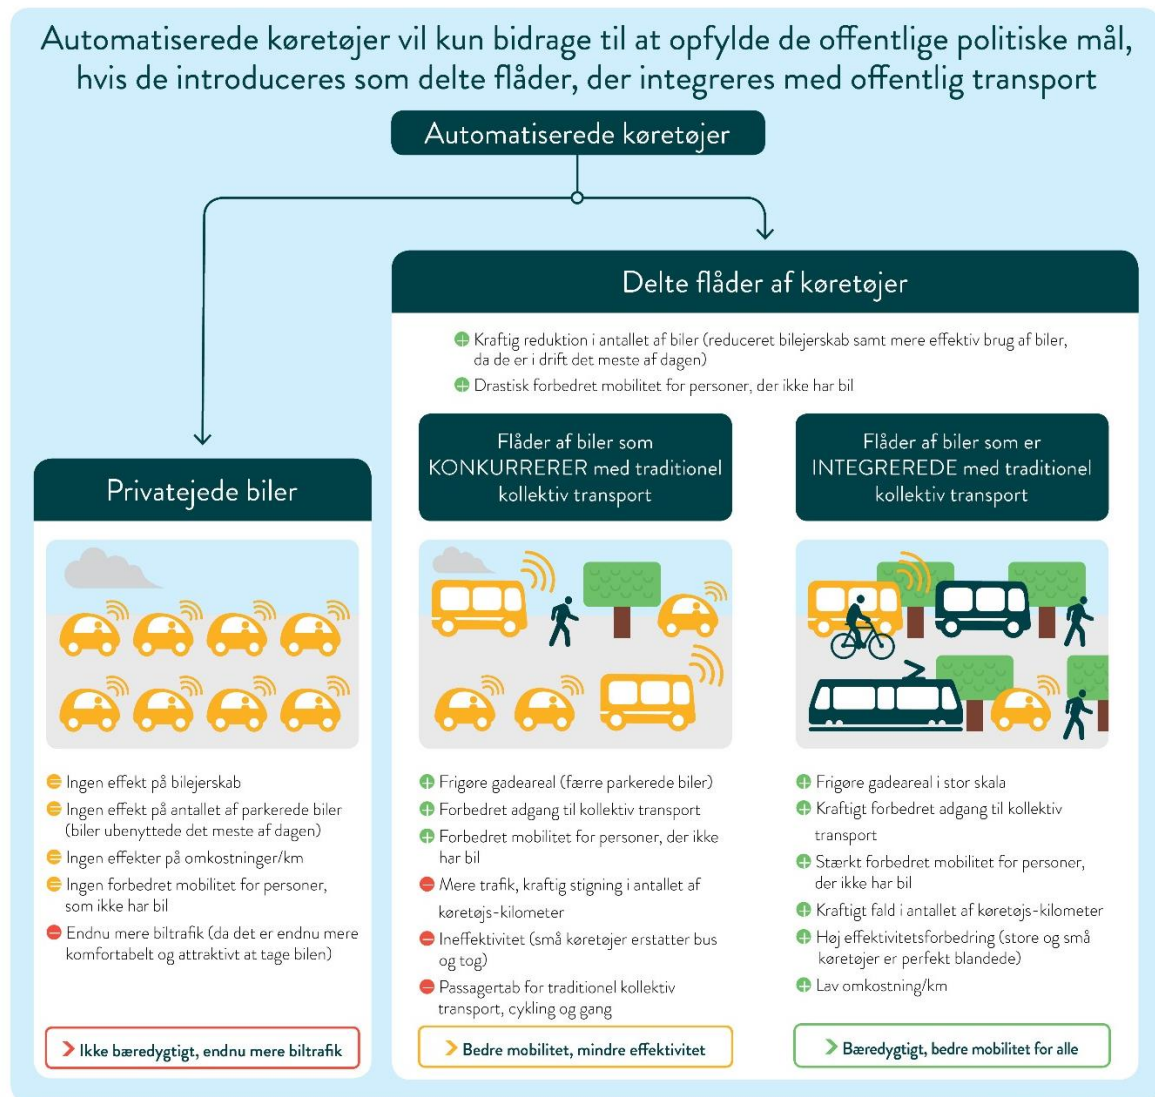 Automatiserede køretøjer vil kun bidrage til at opfylde de offentlige politiske mål,
hvis de introduceres som delte flåder, der integreres med offentlig transport
Automatiserede køretøjer
Delte flåder af køretøjer
Kraftig reduktion i antallet af biler (reduceret bilejerskab samt mere effektiv brug af biler,
da de er i drift det meste af dagen)
Drastisk forbedret mobilitet for personer, der ikke har bil
Privatejede biler
Ingen effekt på bilejerskab
Ingen effekt på antallet af parkerede biler
(biler ubenyttede det meste af dagen)
Ingen effekter på omkostninger/km
Ingen forbedret mobilitet for personer,
som ikke har bil
Endnu mere biltrafik (da det er endnu mere
komfortabelt og attraktivt at tage bilen)
Ikke bæredygtigt, endnu mere biltrafik
Flåder af biler som
KONKURRERER med traditionel
kollektiv transport
Frigøre gadeareal (færre parkerede biler)
Forbedret adgang til kollektiv transport
Forbedret mobilitet for personer, der ikke
har bil
Mere trafik, kraftig stigning i antallet af
køretøjs-kilometer
Ineffektivitet (små køretøjer erstatter bus
og tog)
Passagertab for traditionel kollektiv
transport, cykling og gang
Bedre mobilitet, mindre effektivitet
Flåder af biler som er
INTEGREREDE med traditionel
kollektiv transport
Frigøre gadeareal i stor skala
Kraftigt forbedret adgang til kollektiv
transport
Stærkt forbedret mobilitet for personer,
der ikke har bil
Kraftigt fald i antallet af køretøjs-kilometer
Høj effektivitetsforbedring (store og små
køretøjer er perfekt blandede)
Lav omkostning/km
Bæredygtigt, bedre mobilitet for alle